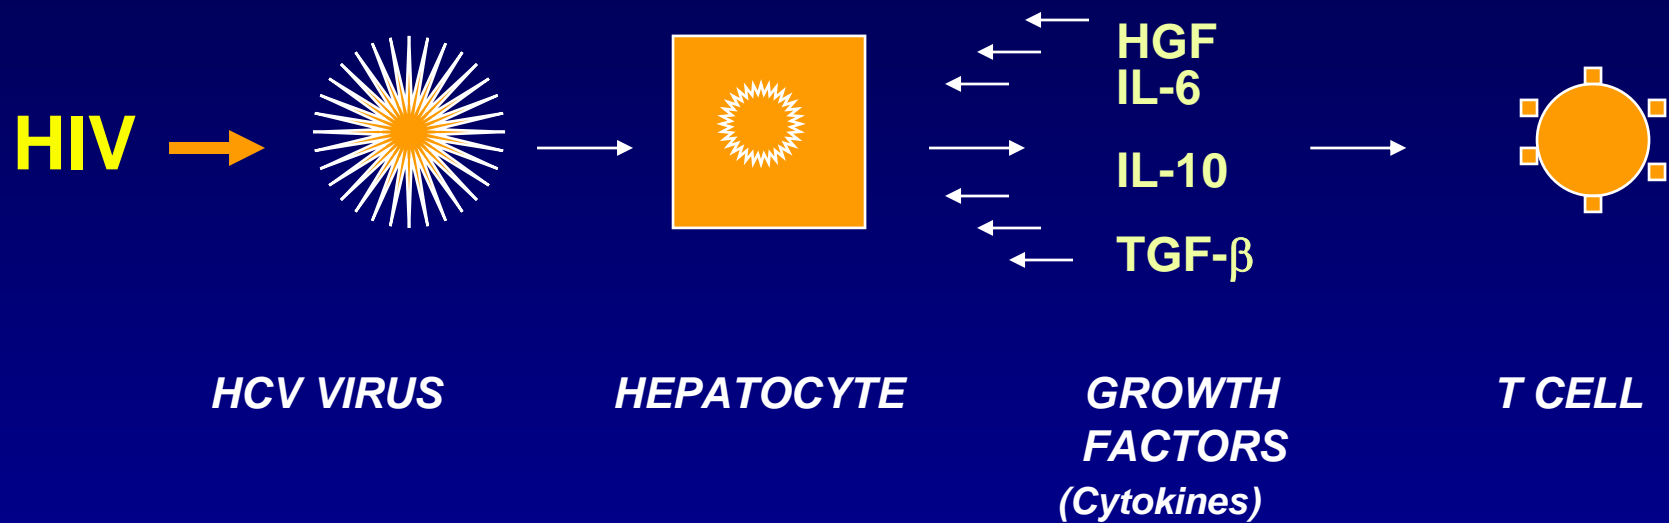 HIV
HGF
IL-6
IL-10
TGF-β
HCV VIRUS
HEPATOCYTE
GROWTH
FACTORS
(Cytokines)
T CELL